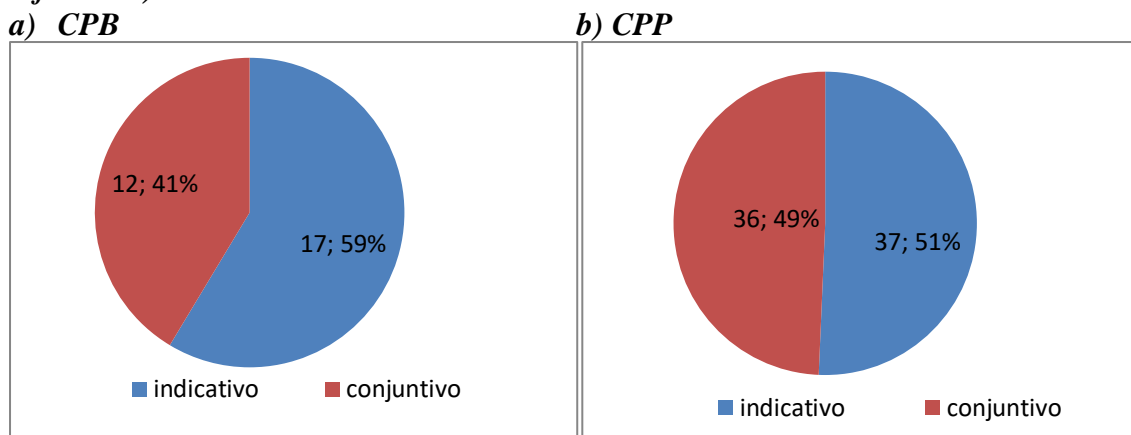 a) CPB
b) CPP
12; 41%
17; 59%
36; 49%
37; 51%
indicativo conjuntivo
indicativo conjuntivo